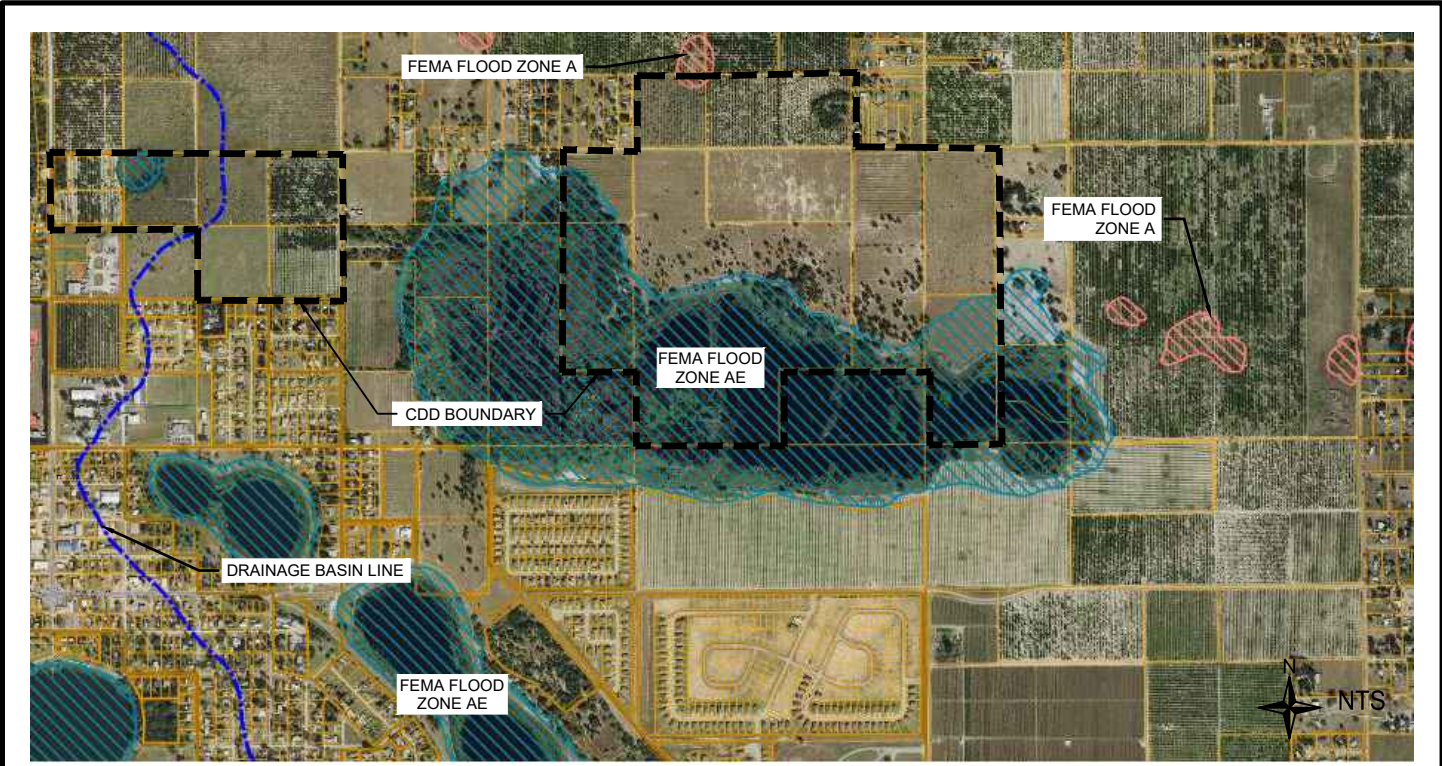 FEMA FLOOD ZONE A
FEMA FLOOD
ZONE A
FEMA FLOOD
ZONE AE
CDD BOUNDARY
DRAINAGE BASIN LINE
FEMA FLOOD
ZONE AE
N
NTS